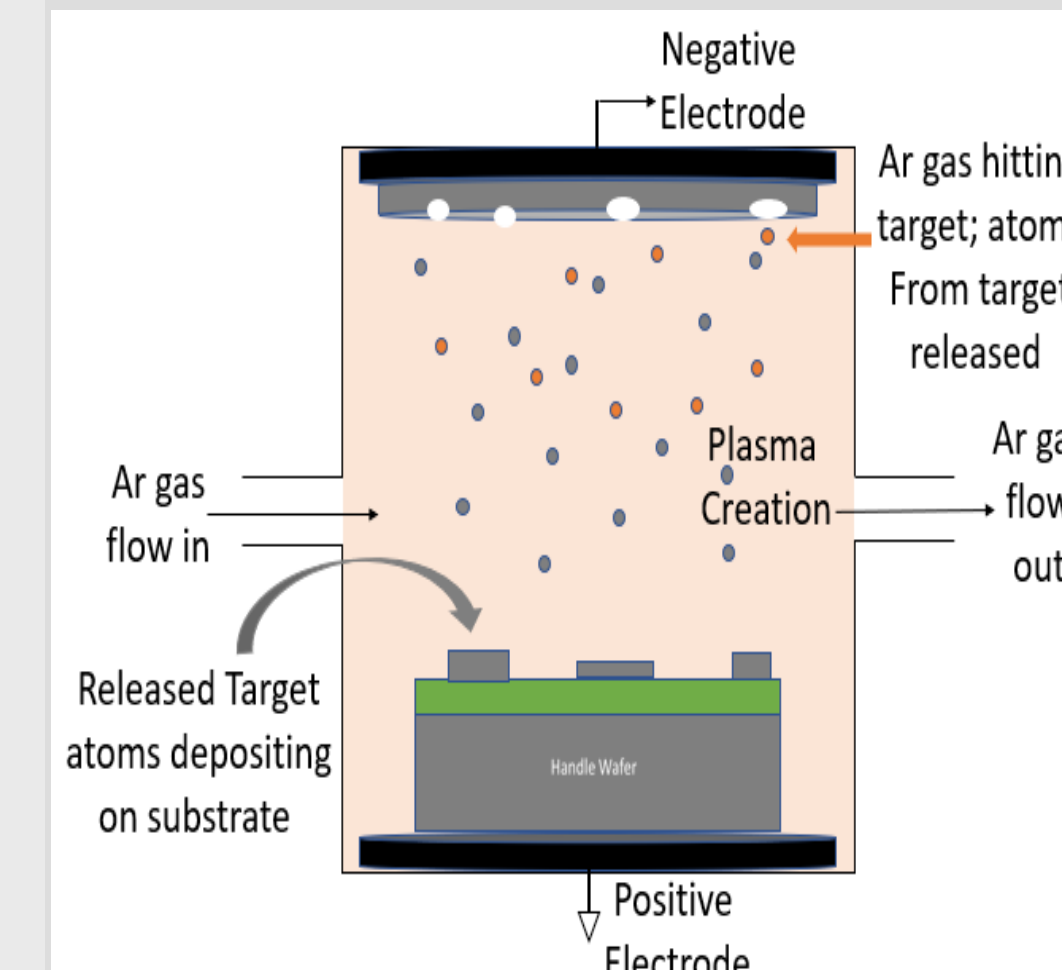 Negative
Electrode
Ar gas hittin
target; atom
From target
released
Ar gas
flow in
Plasma
Creation
Ar ga
flow
out
Released Target
atoms depositing
on substrate
Handle Wafer
Positive
Electrode